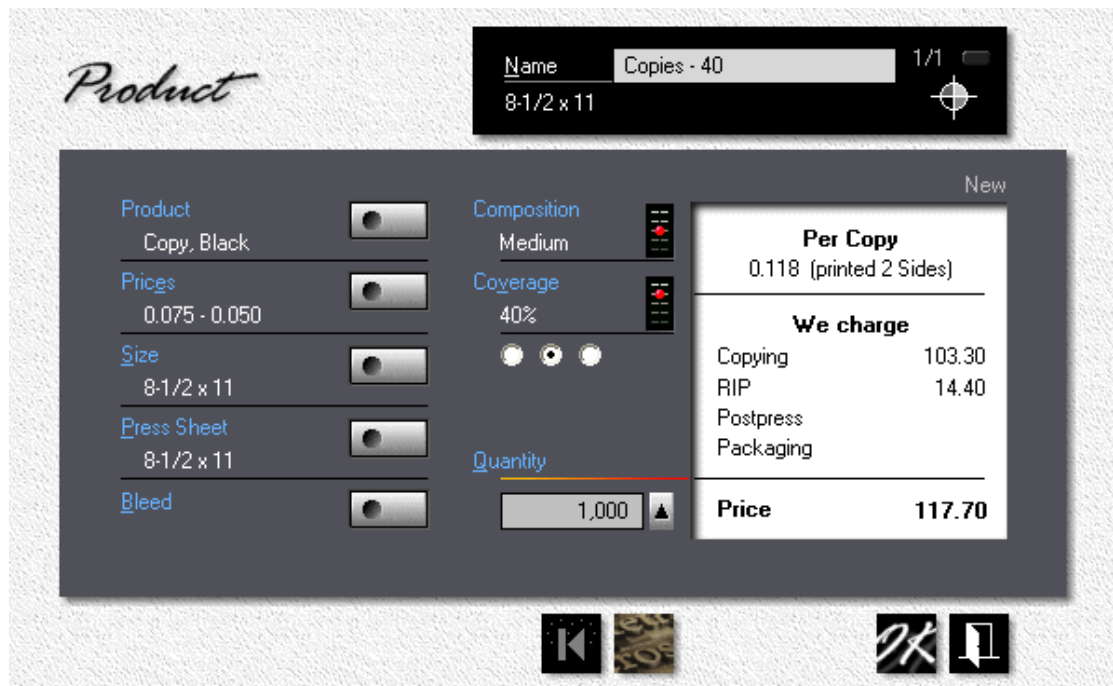 Product
Name Copies - 40 1/1
8-1/2 x 11
New
Product
Copy, Black
Prices
0.075 - 0.050
Size
8-1/2 x 11
Press Sheet
8-1/2 x 11
Bleed
Composition
Medium
Coverage
40%
Quantity
1,000
Per Copy
0.118 (printed 2 Sides)
We charge
Copying 103.30
RIP 14.40
Postpress
Packaging
Price 117.70
OK